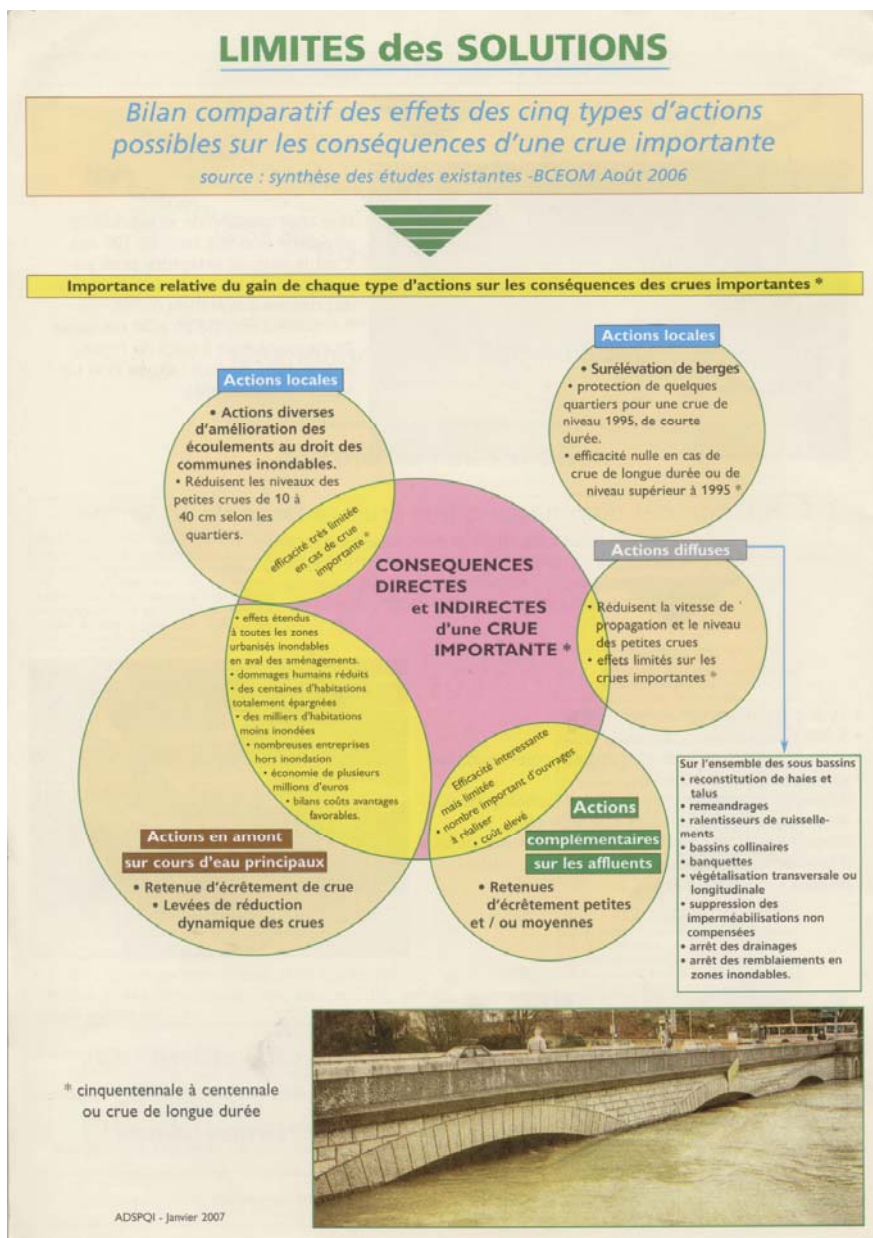 LIMITES des SOLUTIONS
Bilan comparatif des effets des cinq types d'actions
possibles sur les conséquences d'une crue importante
source : synthèse des études existantes -BCEOM Août 2006
Importance relative du gain de chaque type d'actions sur les conséquences des crues importantes *
Actions locales
• Actions diverses
d'amélioration des
écoulements au droit des
communes inondables.
• Réduisent les niveaux des
petites crues de 10 à
40 cm selon les
quartiers.
efficacité très limitée
en cas de crue
importante *
Actions locales
• Surélévation de berges
• protection de quelques
quartiers pour une crue de
niveau 1995, de courte
durée.
• efficacité nulle en cas de
crue de longue durée ou de
niveau supérieur à 1995 *
CONSEQUENCES
DIRECTES
et INDIRECTES
d'une CRUE
IMPORTANTE *
Actions diffuses
• Réduisent la vitesse de
propagation et le niveau
des petites crues
• effets limités sur les
crues importantes *
• effets étendus
à toutes les zones
urbanisés inondables
en aval des aménagements.
• dommages humains réduits
• des centaines d'habitations
totalement épargnées
• des milliers d'habitations
moins inondées
• nombreuses entreprises
hors inondation
• économie de plusieurs
millions d'euros
• bilans coûts avantages
favorables.
Actions en amont
sur cours d'eau principaux
• Retenue d'écrêtement de crue
• Levées de réduction
dynamique des crues
Efficacité interessante
mais limitée
• nombre important d'ouvrages
à réaliser
• coût élevé
Actions
complémentaires
sur les affluents
• Retenues
d'écrêtement petites
et / ou moyennes
Sur l'ensemble des sous bassins
• reconstitution de haies et
talus
• remeandrages
• ralentisseurs de ruisselle-
ments
• bassins collinaires
• banquettes
• végétalisation transversale ou
longitudinale
• suppression des
imperméabilisations non
compensées
• arrêt des drainages
• arrêt des remblaiements en
zones inondables.
* cinquentennale à centennale
ou crue de longue durée
ADSPQI - Janvier 2007